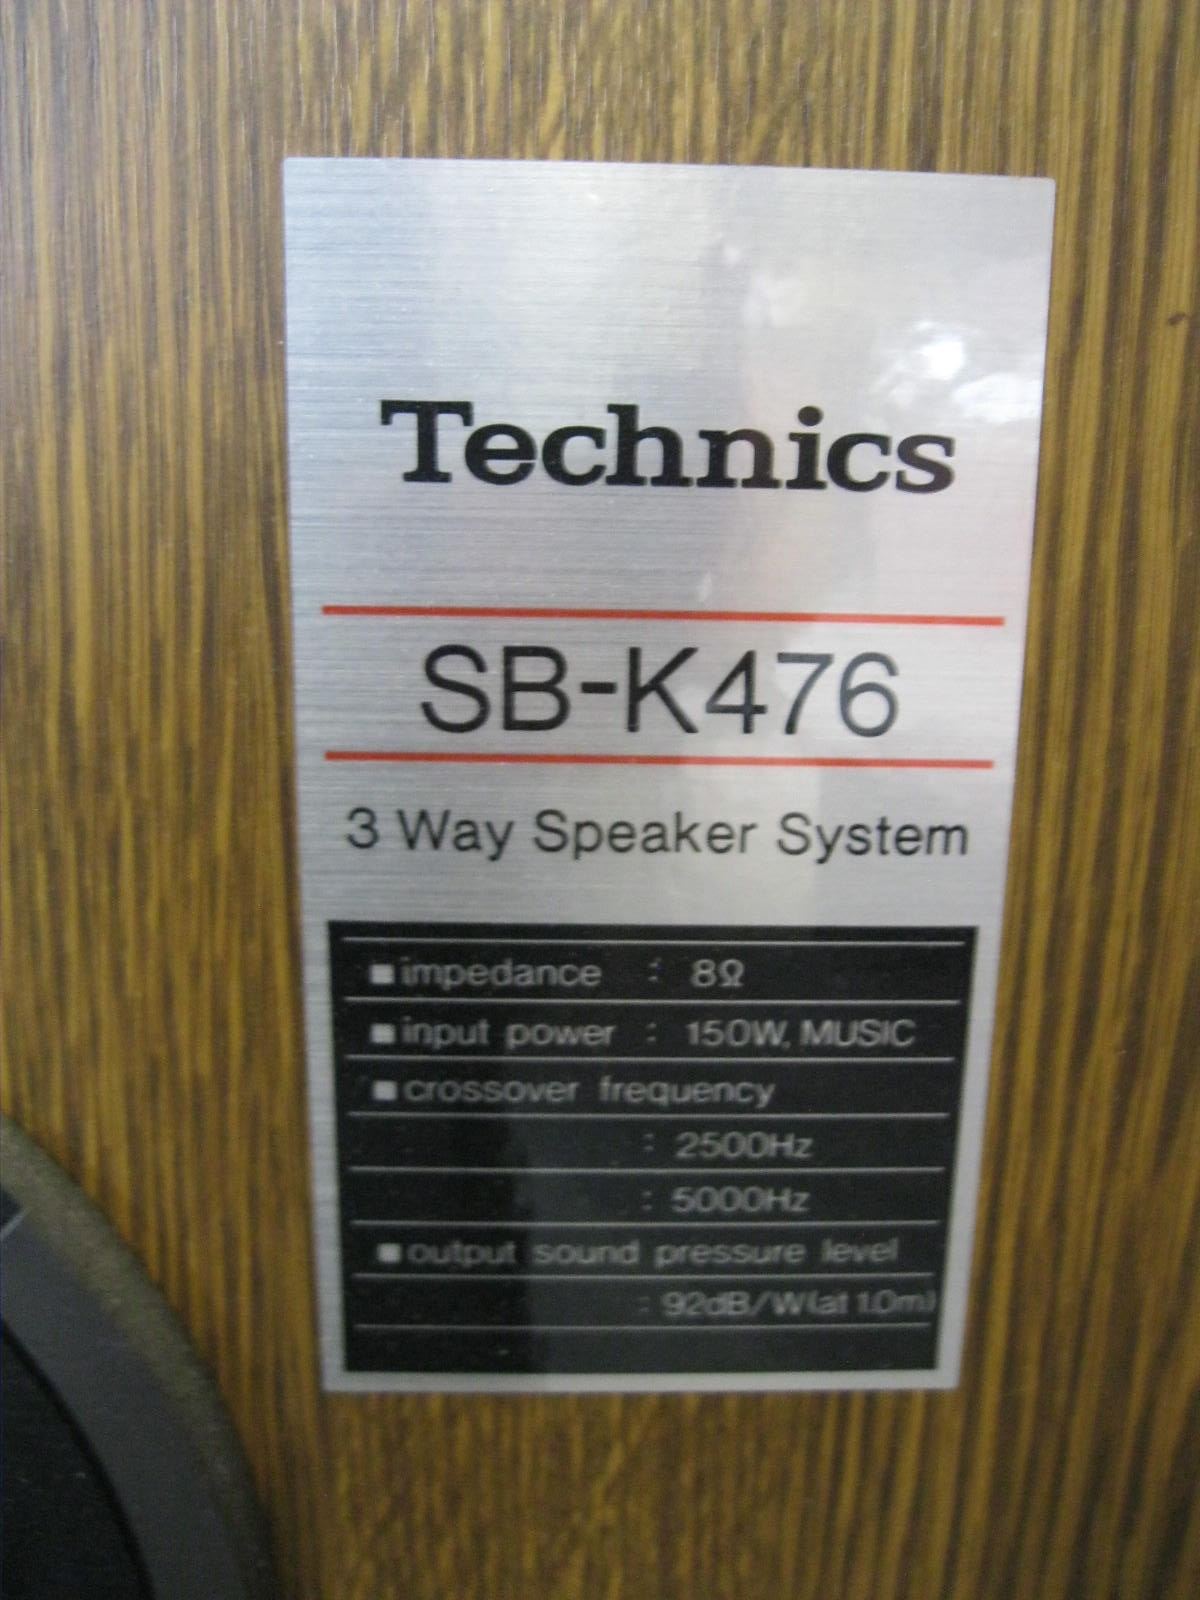 Technics
SB-K476
3 Way Speaker System
■ impedance : 8Ω
■ input power : 150W, MUSIC
■ crossover frequency
: 2500Hz
: 5000Hz
■ output sound pressure level
: 92dB/W(at 1.0m)